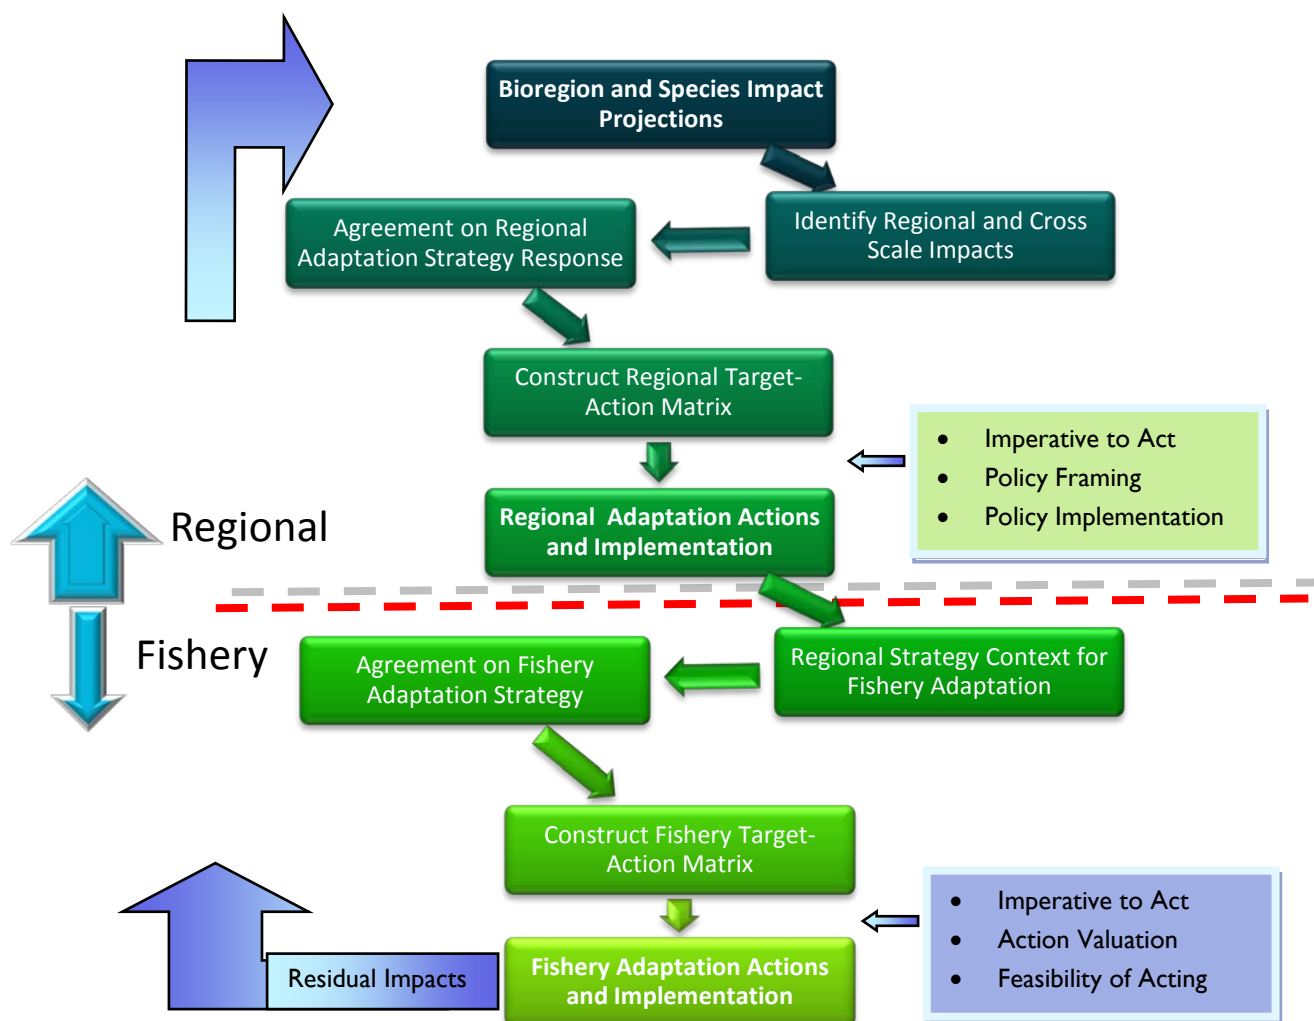 Bioregion and Species Impact
Projections
Identify Regional and Cross
Scale Impacts
Agreement on Regional
Adaptation Strategy Response
Construct Regional Target-
Action Matrix
• Imperative to Act
• Policy Framing
• Policy Implementation
Regional Adaptation Actions
and Implementation
Regional
Fishery
Regional Strategy Context for
Fishery Adaptation
Agreement on Fishery
Adaptation Strategy
Construct Fishery Target-
Action Matrix
• Imperative to Act
• Action Valuation
• Feasibility of Acting
Fishery Adaptation Actions
and Implementation
Residual Impacts